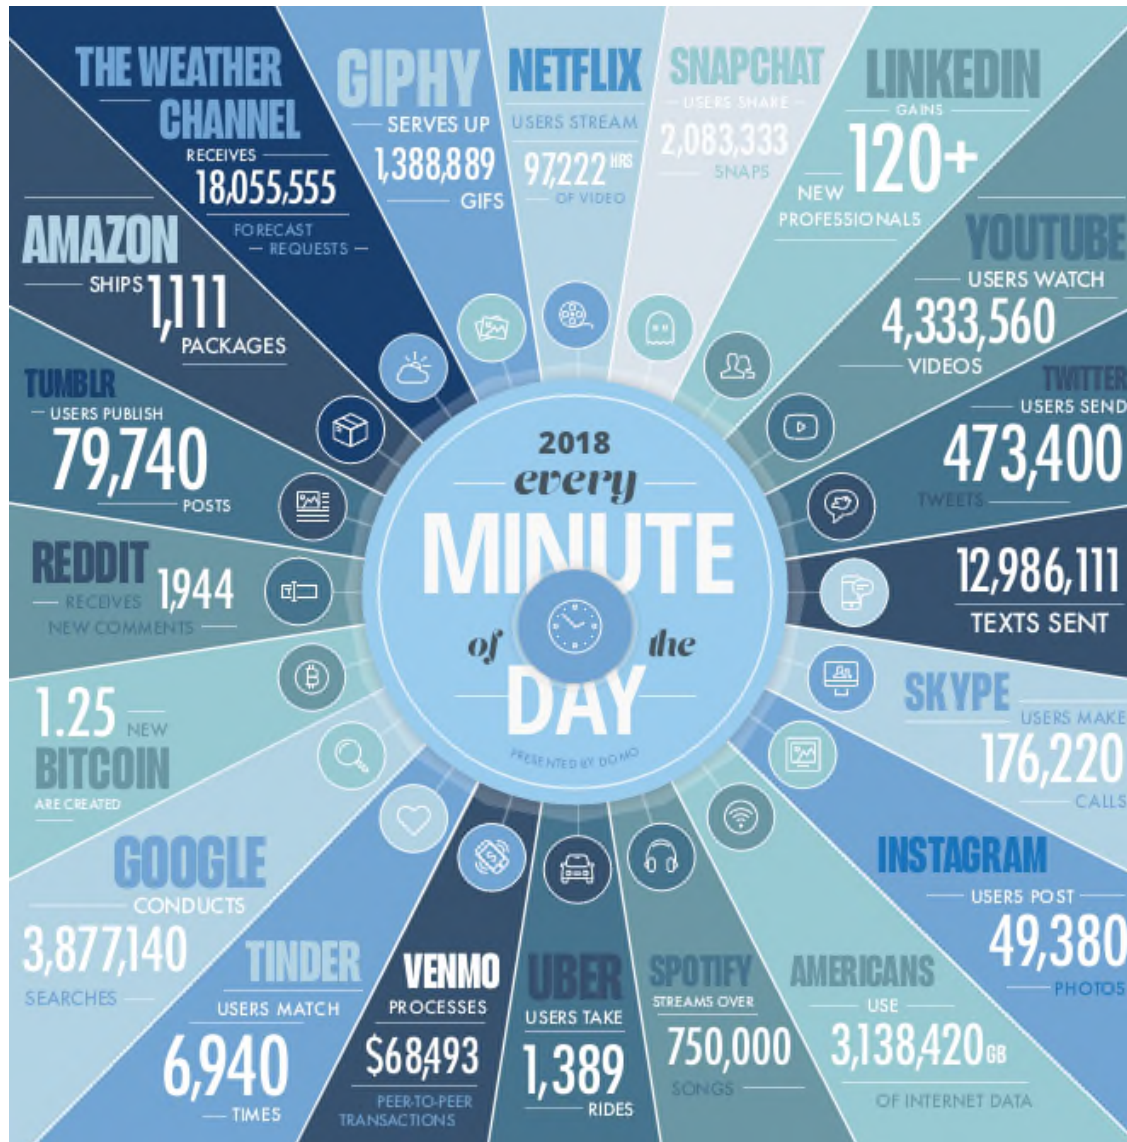 THE WEATHER
CHANNEL
RECEIVES
18,055,555
FORECAST
REQUESTS
GIPHY
SERVES UP
1,388,889
GIFS
NETFLIX
USERS STREAM
97,222 HRS
OF VIDEO
SNAPCHAT
USERS SHARE
2,083,333
SNAPS
LINKEDIN
GAINS
120+
NEW
PROFESSIONALS
YOUTUBE
USERS WATCH
4,333,560
VIDEOS
TWITTER
USERS SEND
473,400
TWEETS
12,986,111
TEXTS SENT
SKYPE
USERS MAKE
176,220
CALLS
INSTAGRAM
USERS POST
49,380
PHOTOS
AMERICANS
USE
3,138,420 GB
OF INTERNET DATA
SPOTIFY
STREAMS OVER
750,000
SONGS
UBER
USERS TAKE
1,389
RIDES
VENMO
PROCESSES
$68,493
PEER-TO-PEER
TRANSACTIONS
TINDER
USERS MATCH
6,940
TIMES
GOOGLE
CONDUCTS
3,877,140
SEARCHES
1.25 NEW
BITCOIN
ARE CREATED
REDDIT
RECEIVES 1,944
NEW COMMENTS
TUMBLR
USERS PUBLISH
79,740
POSTS
AMAZON
SHIPS 1,111
PACKAGES
2018
every
MINUTE
of the
DAY
PRESENTED BY DOMO